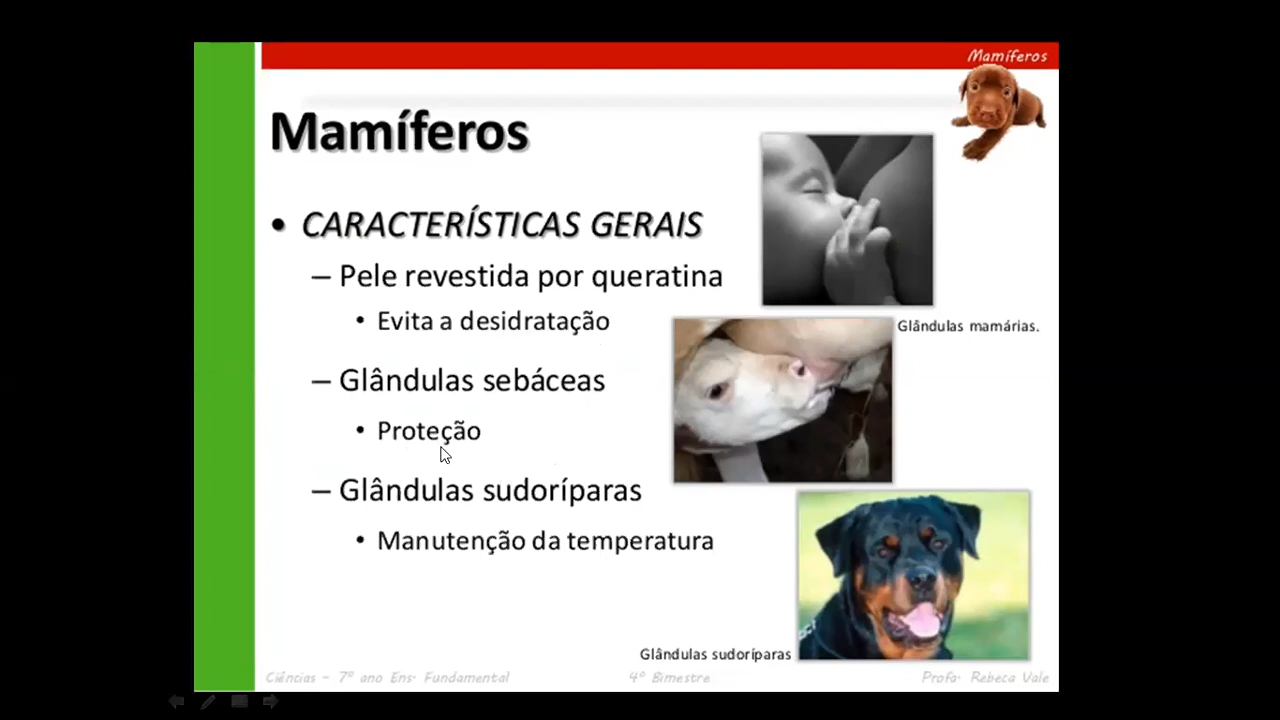 Mamíferos
Mamíferos
• CARACTERÍSTICAS GERAIS
– Pele revestida por queratina
• Evita a desidratação
Glândulas mamárias.
– Glândulas sebáceas
• Proteção
– Glândulas sudoríparas
• Manutenção da temperatura
Glândulas sudoríparas
Ciências – 7º ano Ens. Fundamental
4º Bimestre
Profa. Rebeca Vale